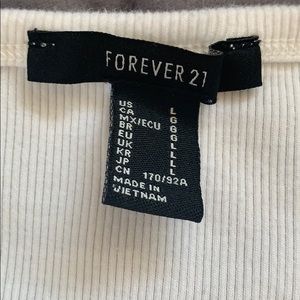 FOREVER 21
US L
CA G
MX/ECU G
BR G
EU L
UK L
KR L
JP L
CN 170/92A
MADE IN
VIETNAM